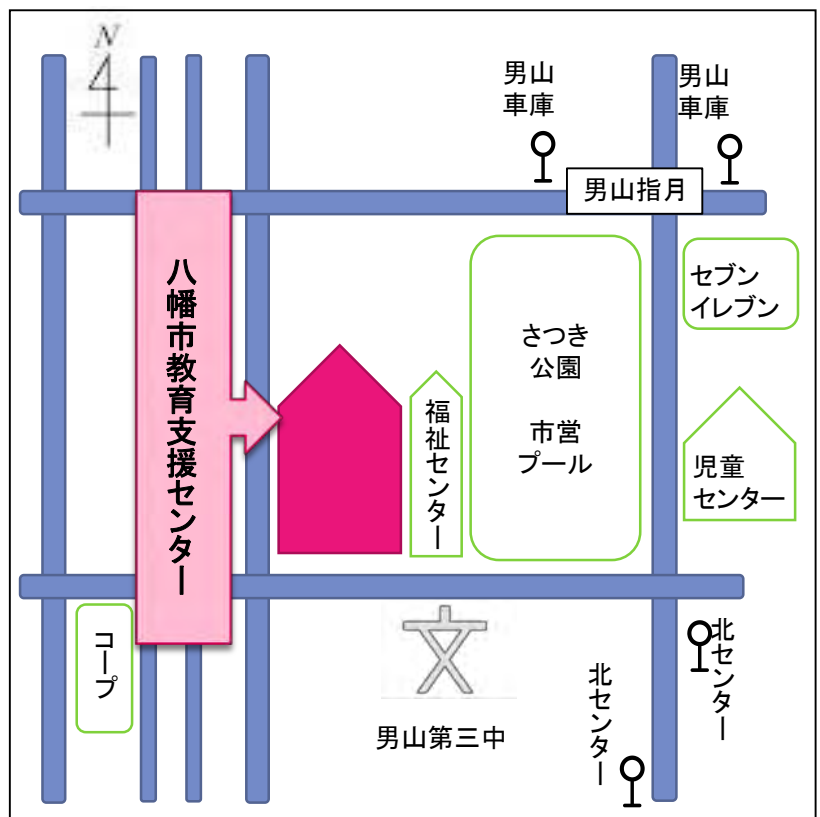 N
男山
車庫
男山
車庫
男山指月
八幡市教育支援センター
セブン
イレブン
さつき
公園
市営
プール
福祉センター
児童
センター
コープ
文
男山第三中
北センター
北センター